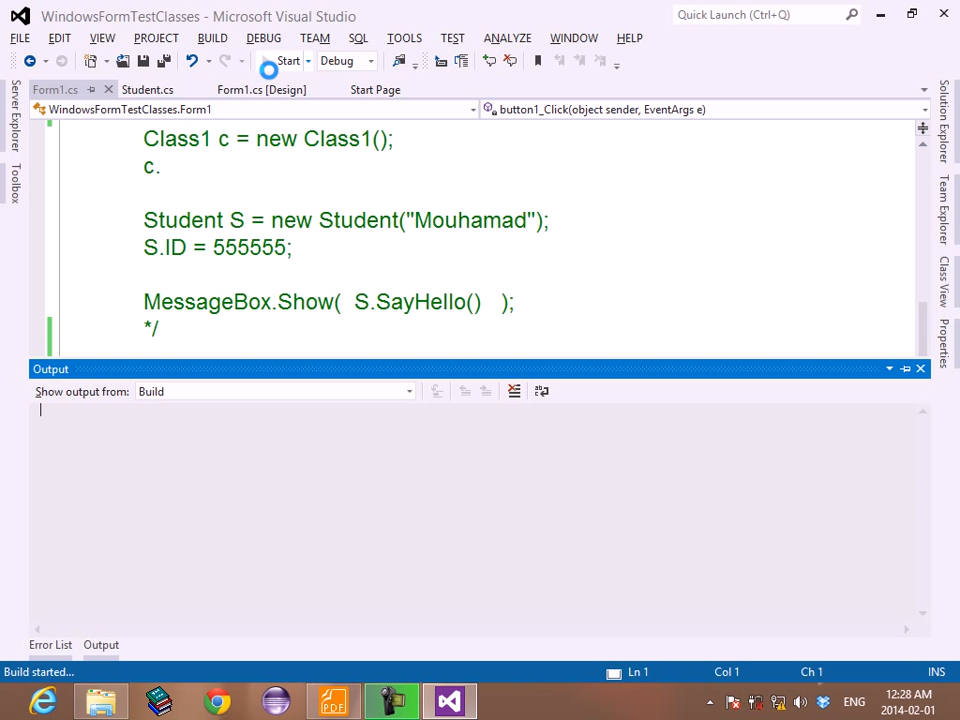 WindowsFormTestClasses - Microsoft Visual Studio
Quick Launch (Ctrl+Q)
FILE EDIT VIEW PROJECT BUILD DEBUG TEAM SQL TOOLS TEST ANALYZE WINDOW HELP
Start Debug
Form1.cs Student.cs Form1.cs [Design] Start Page
WindowsFormTestClasses.Form1 button1_Click(object sender, EventArgs e)
Server Explorer
Toolbox
Class1 c = new Class1();
c.
Student S = new Student("Mouhamad");
S.ID = 555555;
MessageBox.Show( S.SayHello() );
*/
Solution Explorer
Team Explorer
Class View
Properties
Output
Show output from: Build
Error List Output
Build started... Ln 1 Col 1 Ch 1 INS
PDF
ENG
12:28 AM
2014-02-01